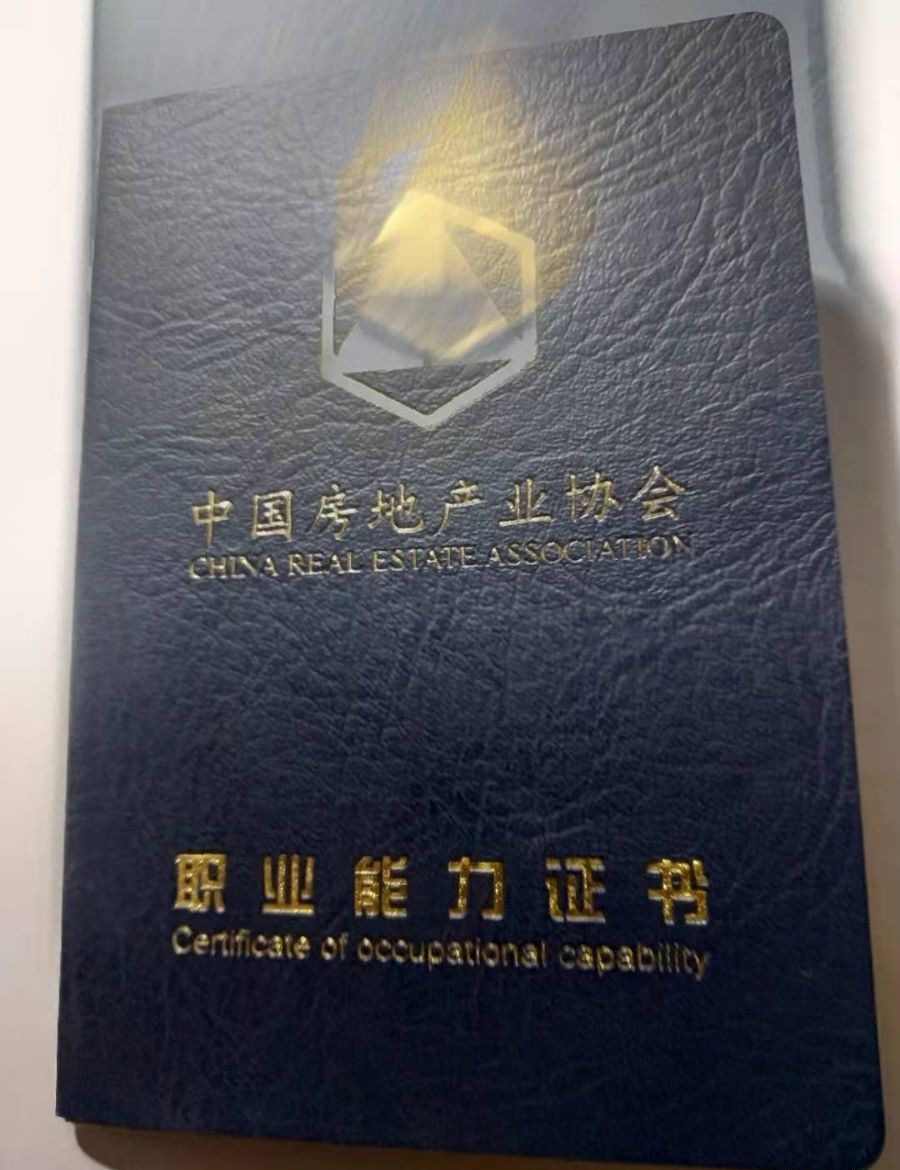 中国房地产业协会
CHINA REAL ESTATE ASSOCIATION
职业能力证书
Certificate of occupational capability